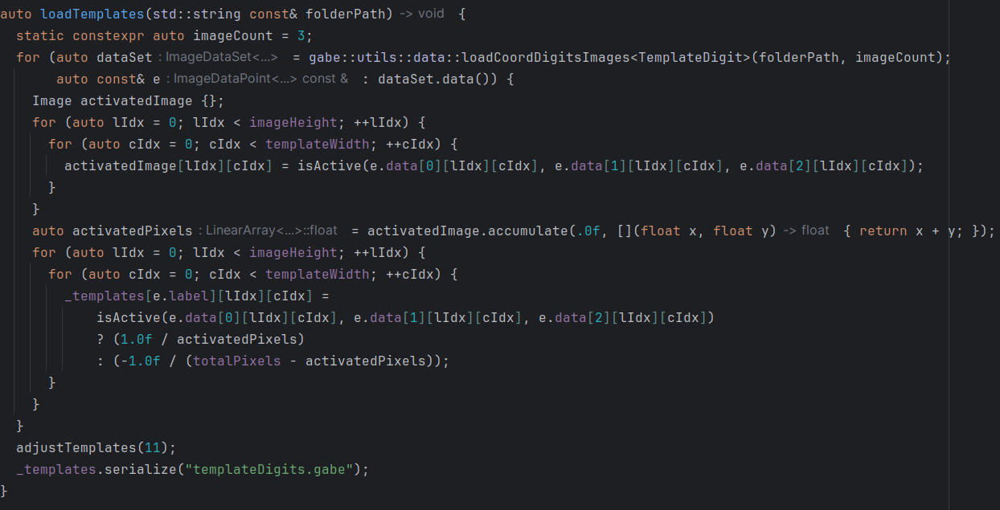 auto loadTemplates(std::string const& folderPath) -> void {
  static constexpr auto imageCount = 3;
  for (auto dataSet : ImageDataSet<...> = gabe::utils::data::loadCoordDigitsImages<TemplateDigit>(folderPath, imageCount);
       auto const& e : ImageDataPoint<...> const & : dataSet.data()) {
    Image activatedImage {};
    for (auto lIdx = 0; lIdx < imageHeight; ++lIdx) {
      for (auto cIdx = 0; cIdx < templateWidth; ++cIdx) {
        activatedImage[lIdx][cIdx] = isActive(e.data[0][lIdx][cIdx], e.data[1][lIdx][cIdx], e.data[2][lIdx][cIdx]);
      }
    }
    auto activatedPixels : LinearArray<...>::float = activatedImage.accumulate(.0f, [](float x, float y) -> float { return x + y; });
    for (auto lIdx = 0; lIdx < imageHeight; ++lIdx) {
      for (auto cIdx = 0; cIdx < templateWidth; ++cIdx) {
        _templates[e.label][lIdx][cIdx] =
            isActive(e.data[0][lIdx][cIdx], e.data[1][lIdx][cIdx], e.data[2][lIdx][cIdx])
            ? (1.0f / activatedPixels)
            : (-1.0f / (totalPixels - activatedPixels));
      }
    }
  }
  adjustTemplates(11);
  _templates.serialize("templateDigits.gabe");
}